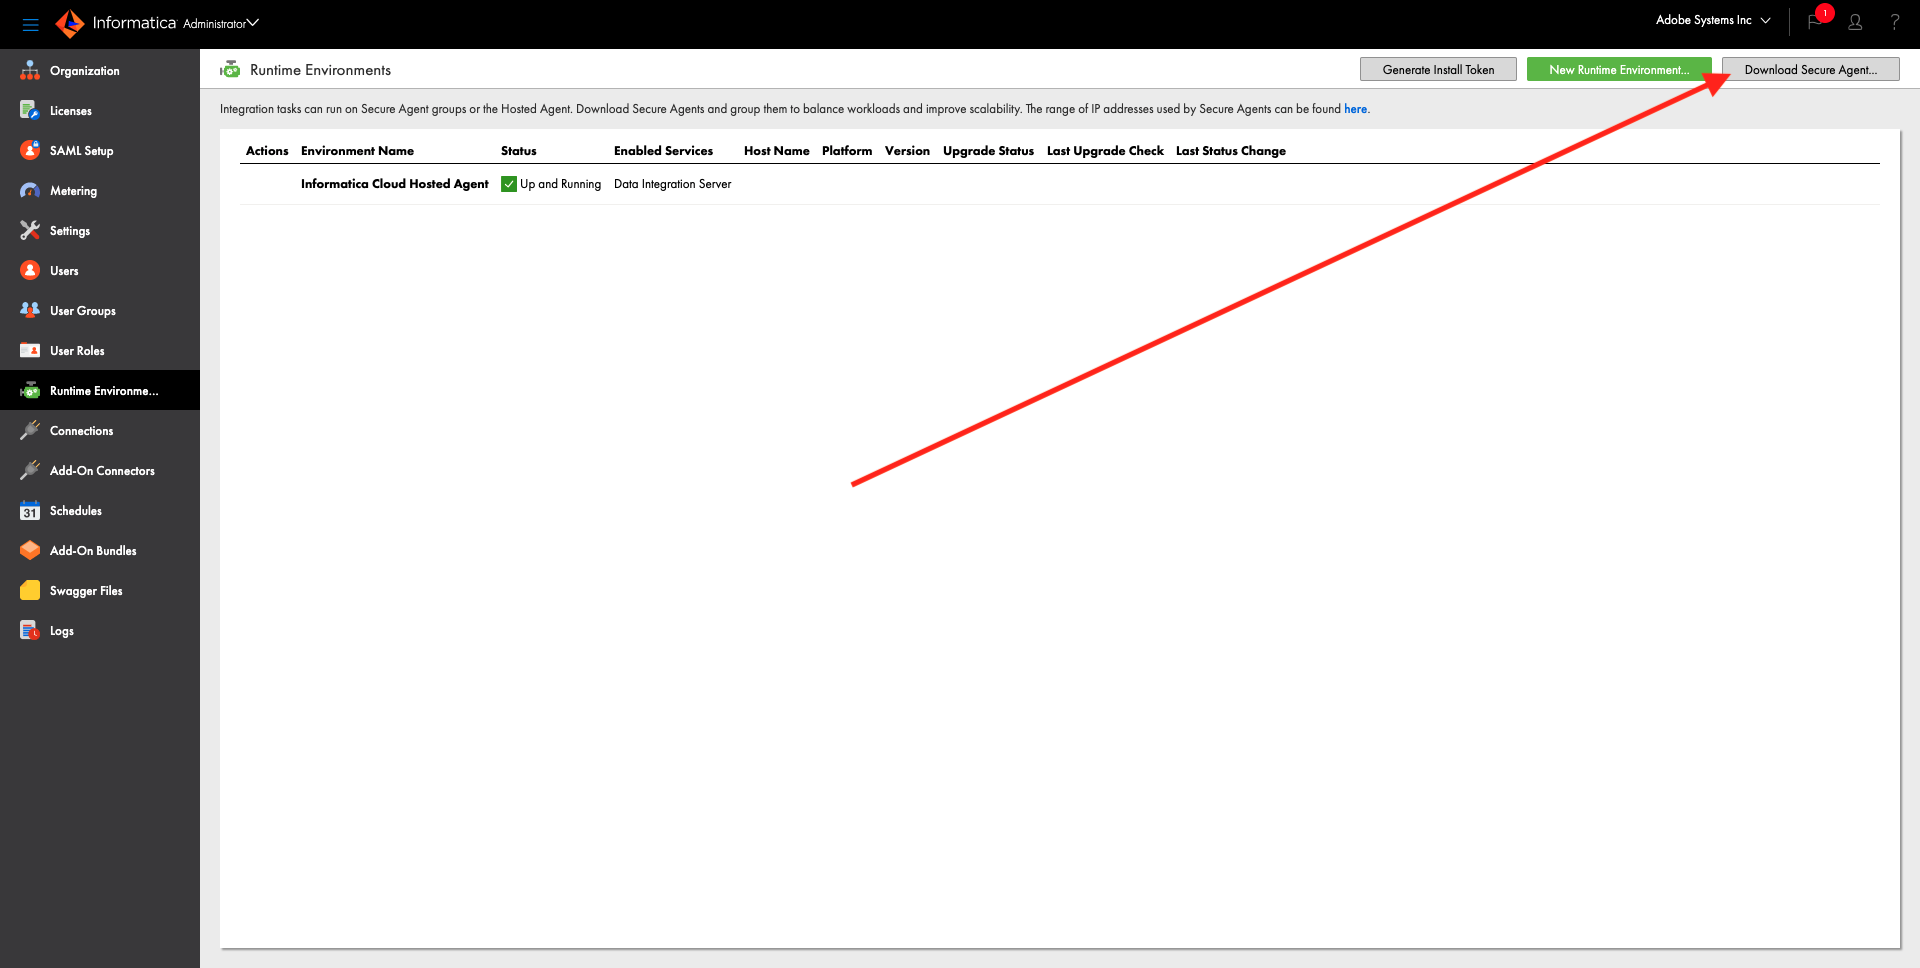 Informatica Administrator
Adobe Systems Inc
1
?
Organization
Licenses
SAML Setup
Metering
Settings
Users
User Groups
User Roles
Runtime Environme...
Connections
Add-On Connectors
31
Schedules
Add-On Bundles
Swagger Files
Logs
Runtime Environments
Generate Install Token
New Runtime Environment...
Download Secure Agent...
Integration tasks can run on Secure Agent groups or the Hosted Agent. Download Secure Agents and group them to balance workloads and improve scalability. The range of IP addresses used by Secure Agents can be found here.
Actions Environment Name Status Enabled Services Host Name Platform Version Upgrade Status Last Upgrade Check Last Status Change
Informatica Cloud Hosted Agent Up and Running Data Integration Server